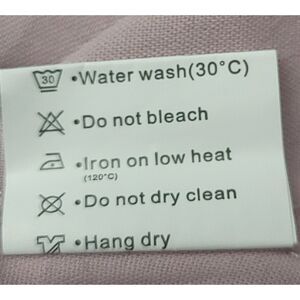 30 •Water wash(30°C)
•Do not bleach
•Iron on low heat
(120°C)
•Do not dry clean
•Hang dry